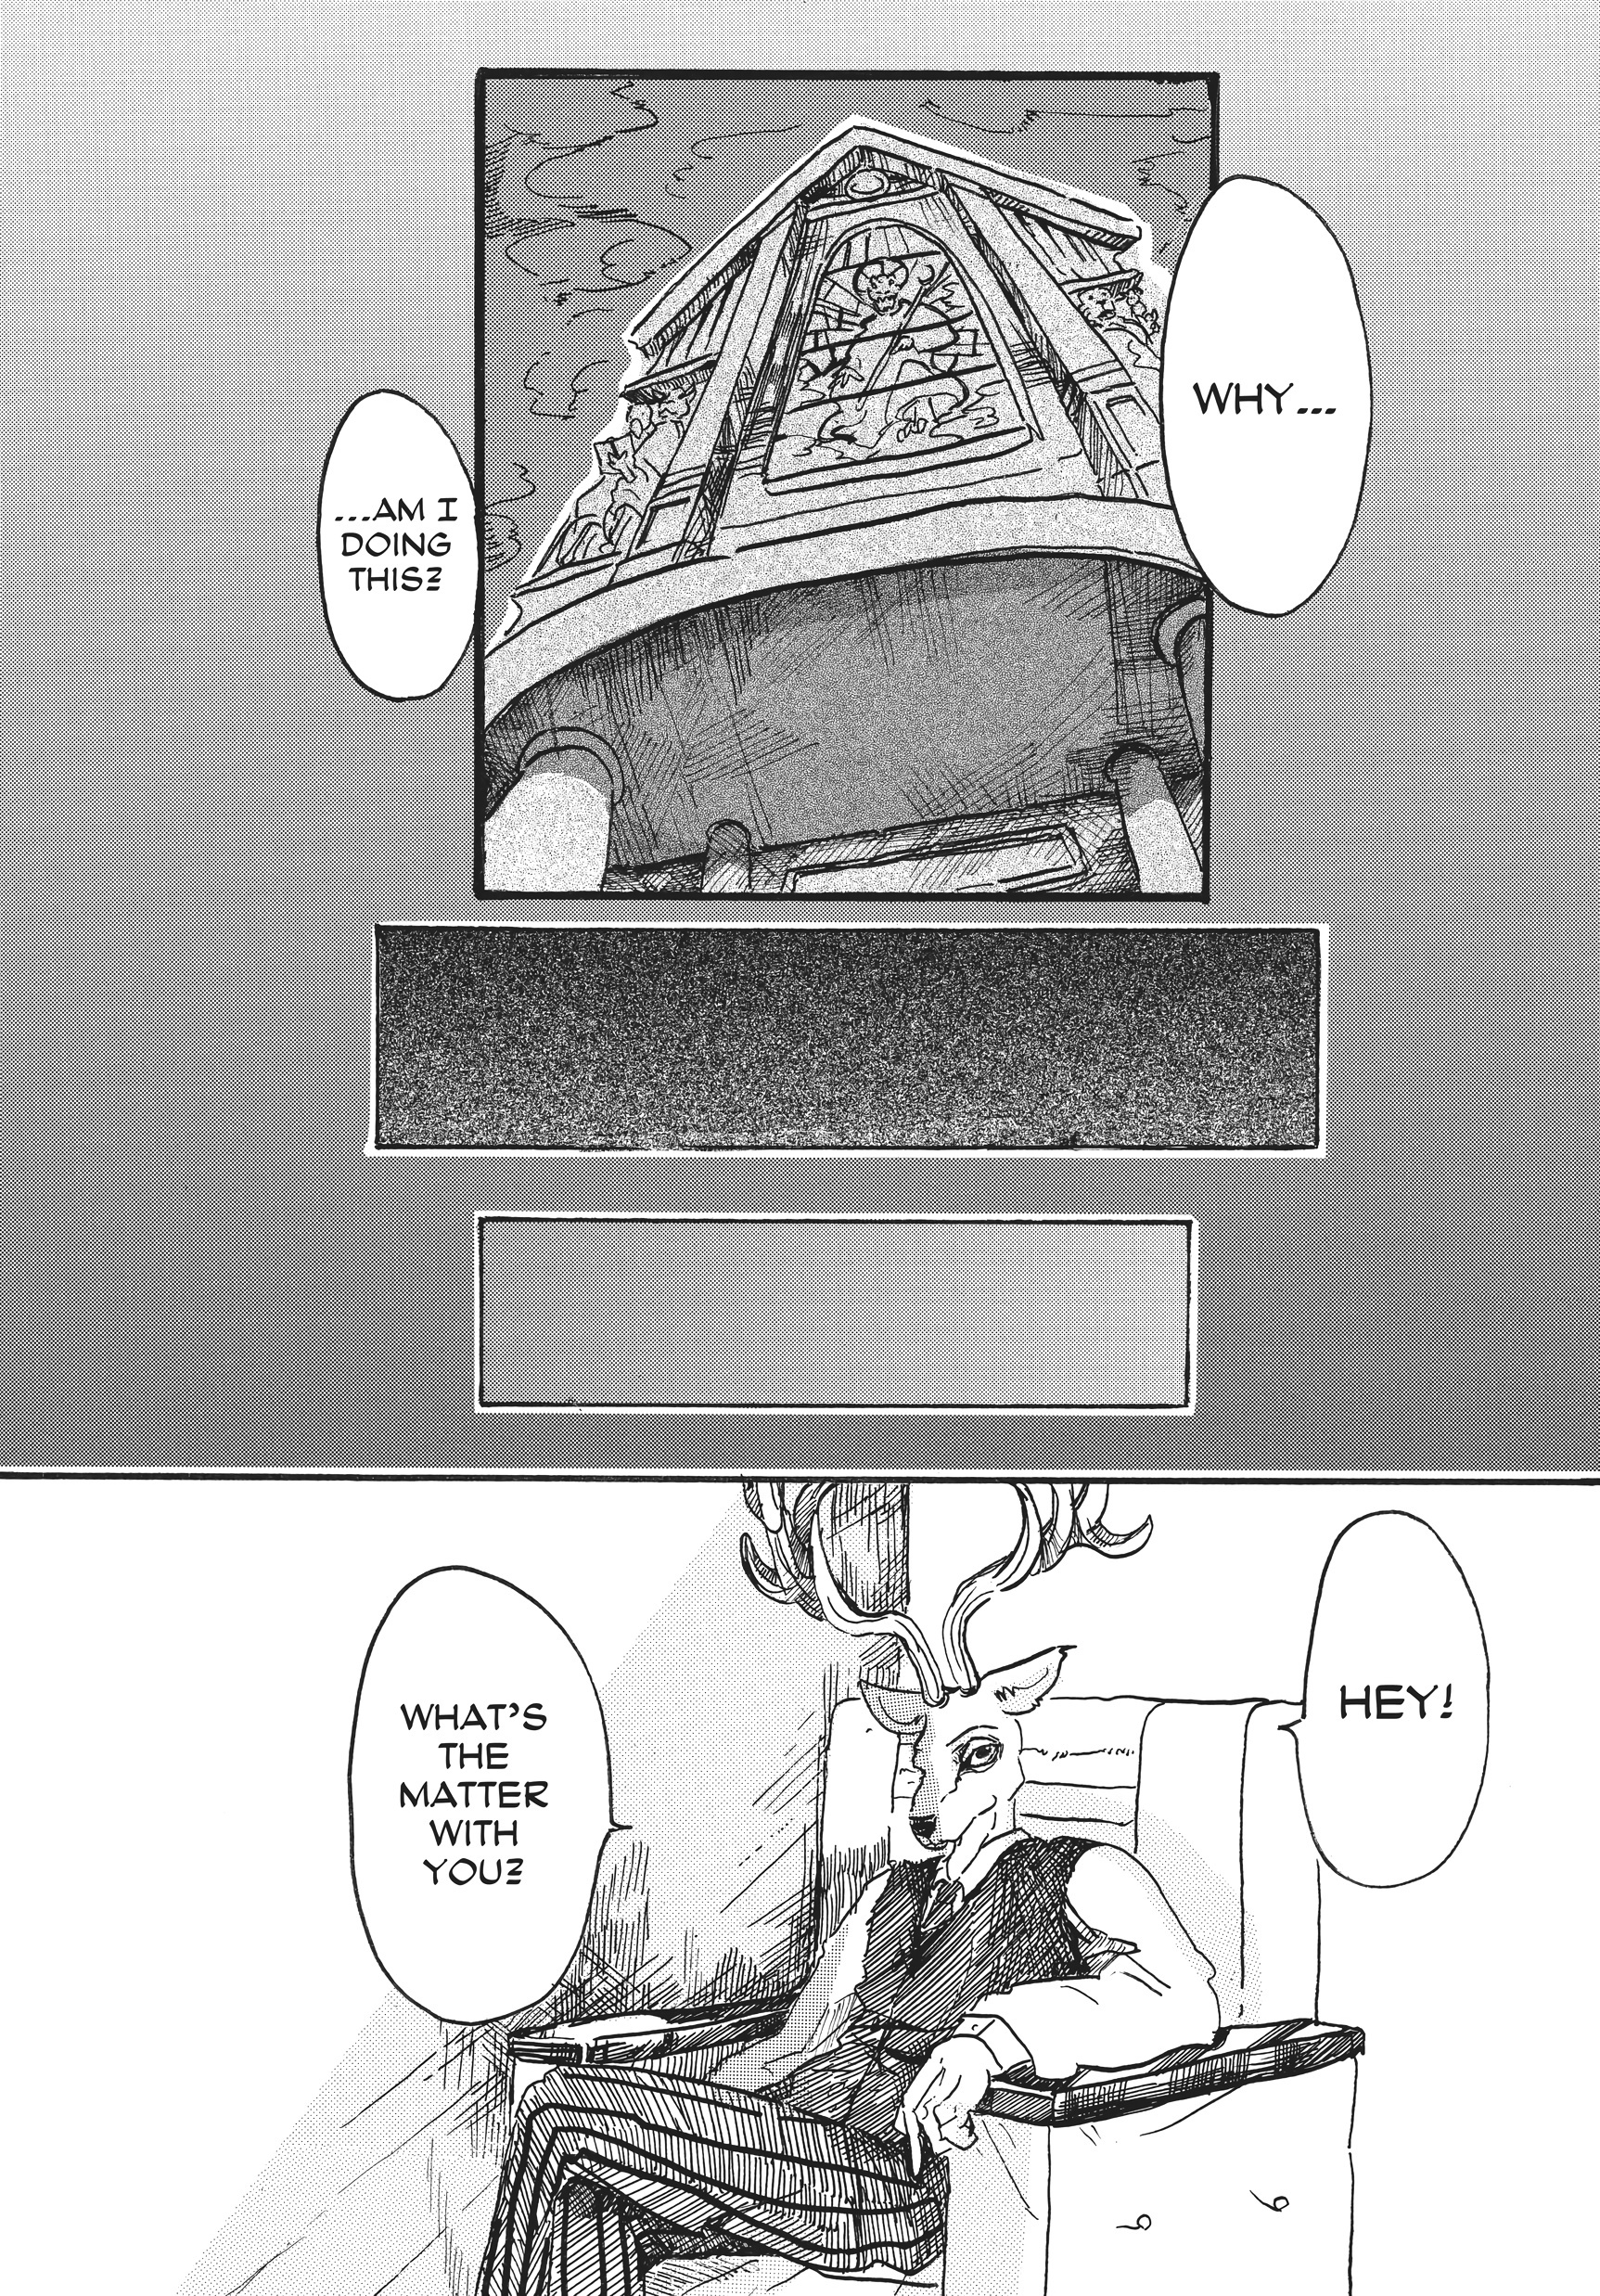 WHY...
...AM I
DOING
THIS?
HEY!
WHAT'S
THE
MATTER
WITH
YOU?